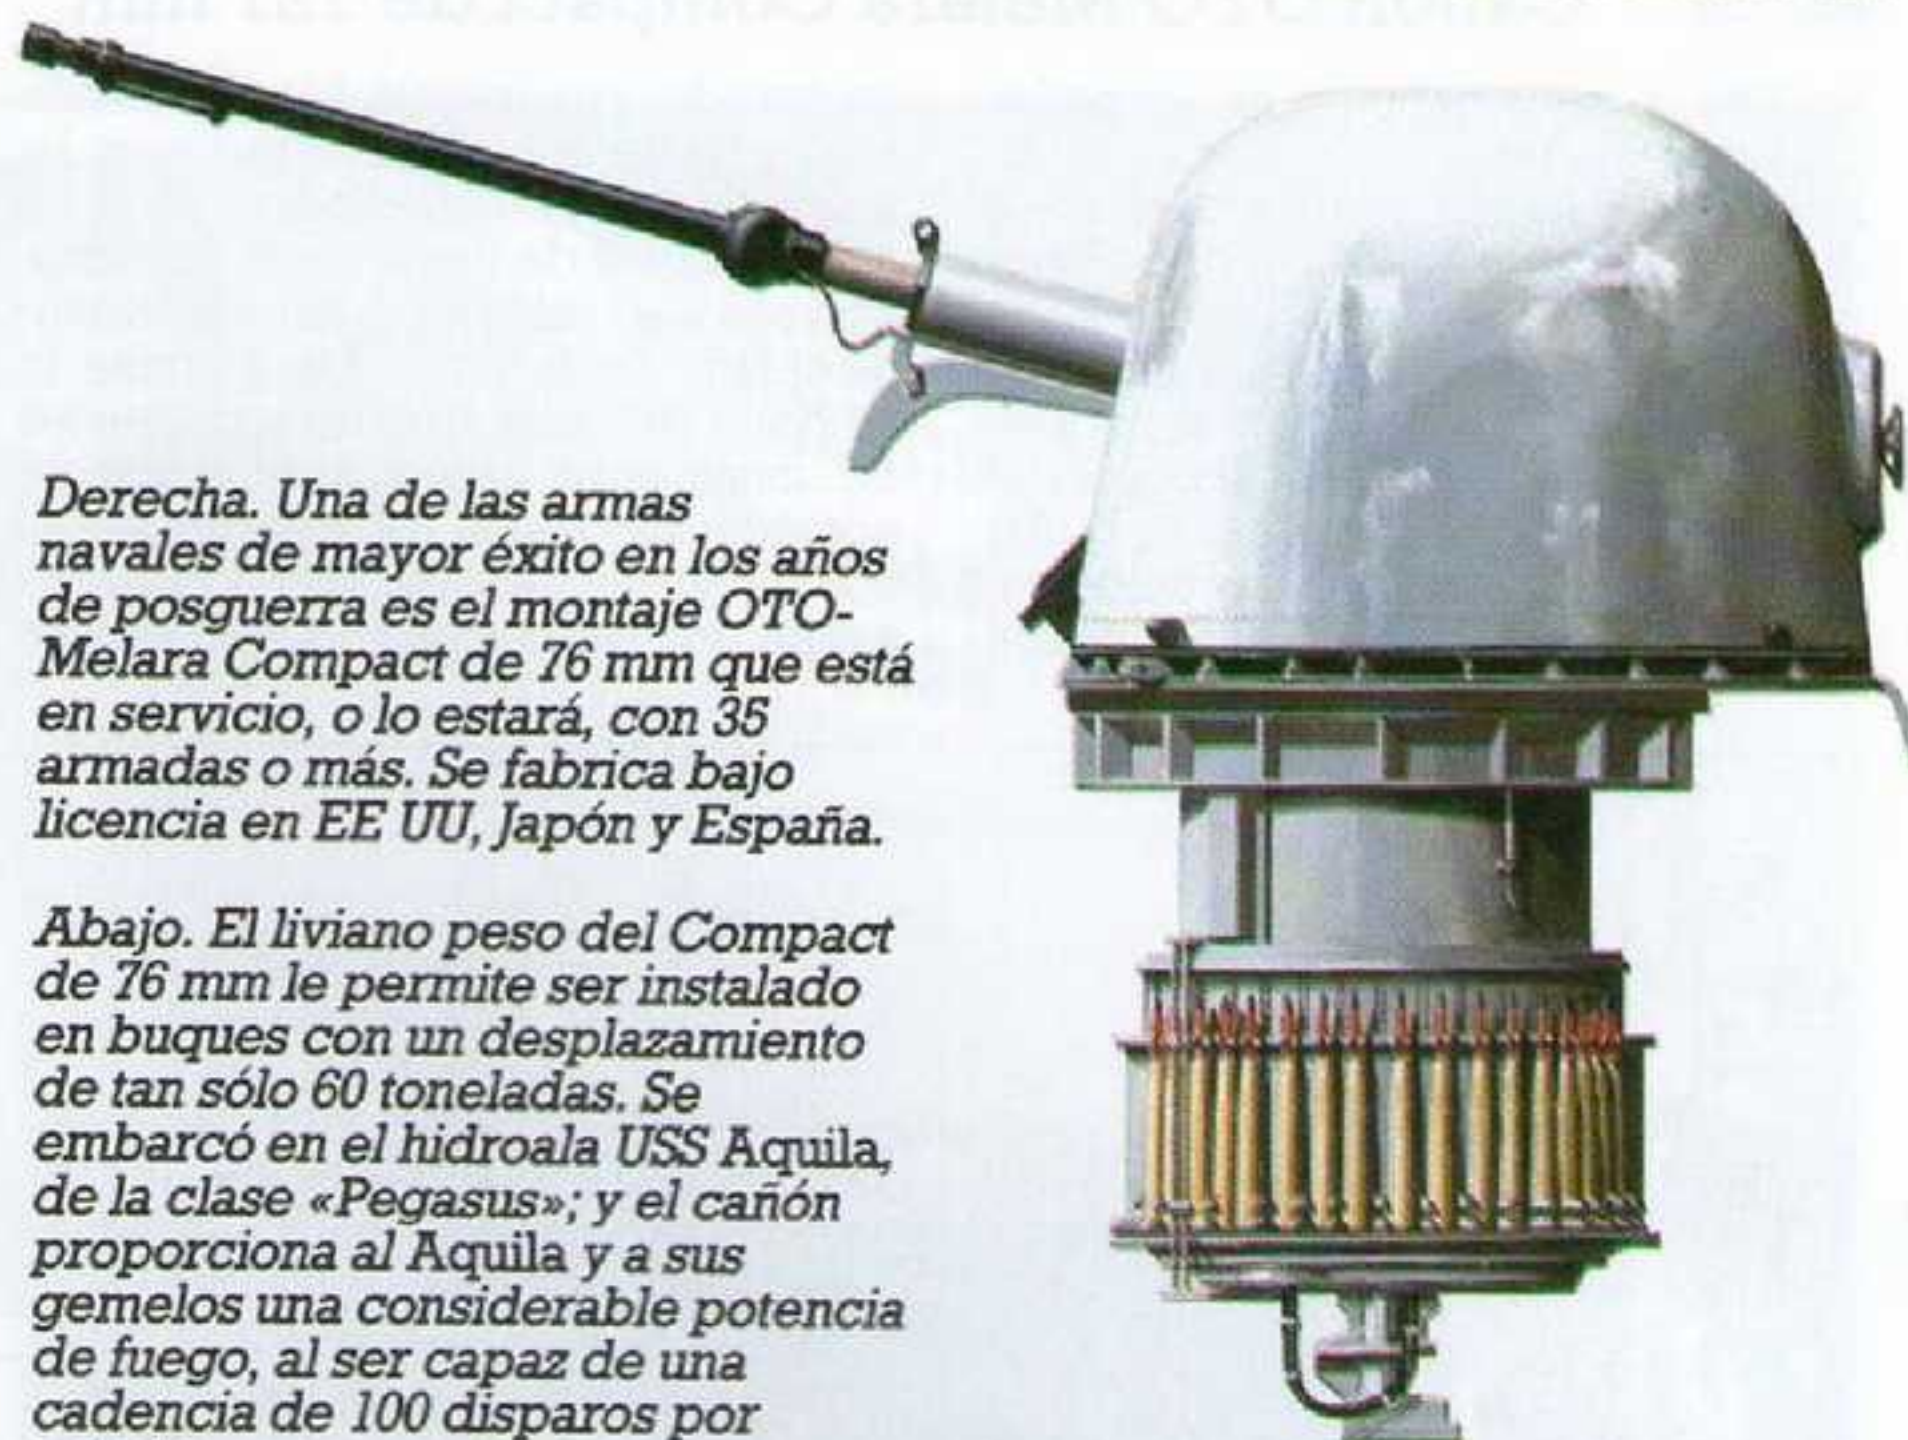 Derecha. Una de las armas
navales de mayor éxito en los años
de posguerra es el montaje OTO-
Melara Compact de 76 mm que está
en servicio, o lo estará, con 35
armadas o más. Se fabrica bajo
licencia en EE UU, Japón y España.
Abajo. El liviano peso del Compact
de 76 mm le permite ser instalado
en buques con un desplazamiento
de tan sólo 60 toneladas. Se
embarcó en el hidroala USS Aquila,
de la clase «Pegasus»; y el cañón
proporciona al Aquila y a sus
gemelos una considerable potencia
de fuego, al ser capaz de una
cadencia de 100 disparos por